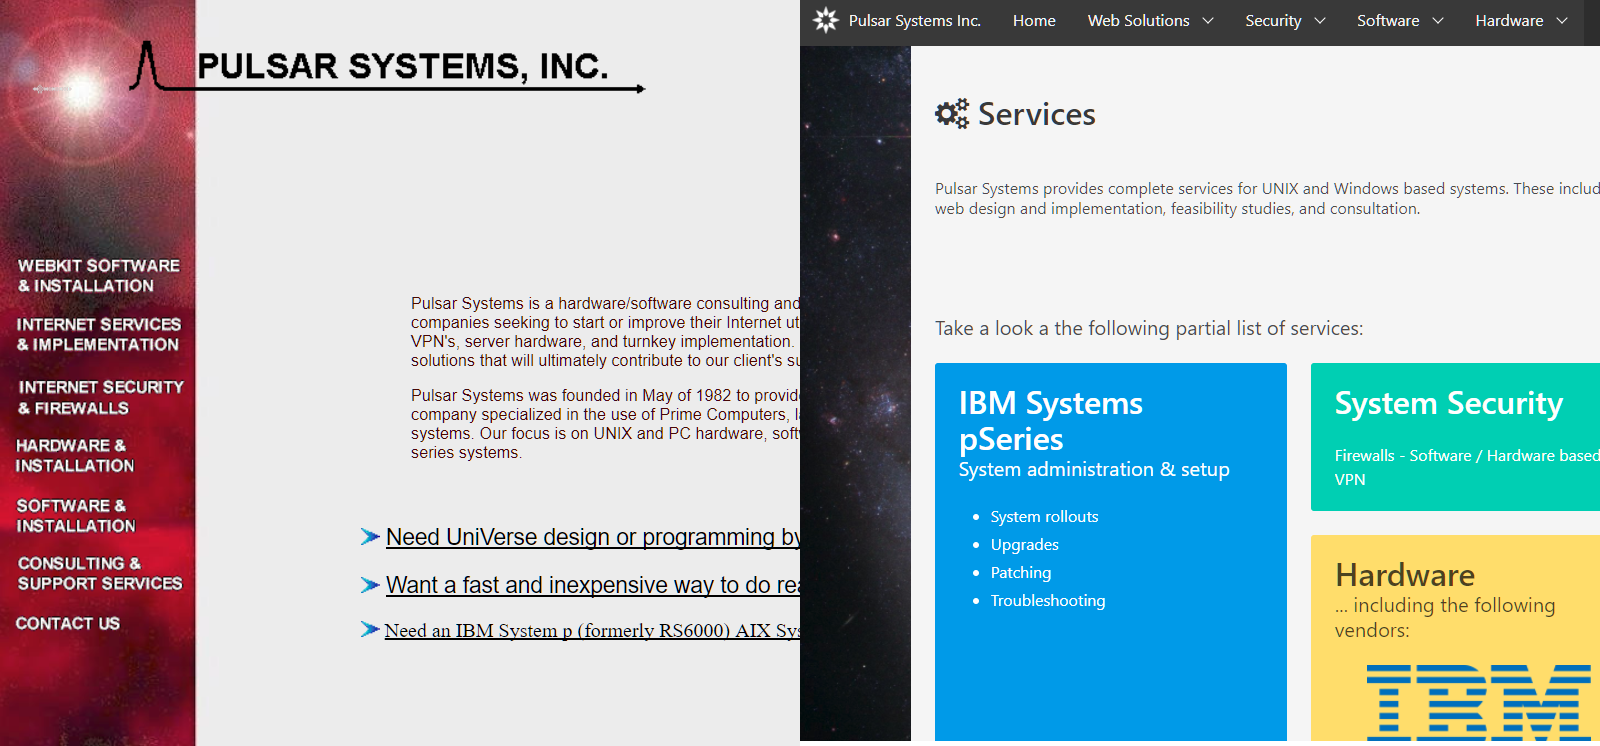 PULSAR SYSTEMS, INC.
WEBKIT SOFTWARE
& INSTALLATION
INTERNET SERVICES
& IMPLEMENTATION
INTERNET SECURITY
& FIREWALLS
HARDWARE &
INSTALLATION
SOFTWARE &
INSTALLATION
CONSULTING &
SUPPORT SERVICES
CONTACT US
Pulsar Systems is a hardware/software consulting and
companies seeking to start or improve their Internet
VPN's, server hardware, and turnkey implementation.
solutions that will ultimately contribute to our client's
Pulsar Systems was founded in May of 1982 to
company specialized in the use of Prime Computers,
systems. Our focus is on UNIX and PC hardware,
series systems.
Need UniVerse design or programming by
Want a fast and inexpensive way to do
Need an IBM System p (formerly RS6000) AIX
Pulsar Systems Inc. Home Web Solutions Security Software Hardware
Services
Pulsar Systems provides complete services for UNIX and Windows based systems. These
web design and implementation, feasibility studies, and consultation.
Take a look a the following partial list of services:
IBM Systems
pSeries
System administration & setup
System rollouts
Upgrades
Patching
Troubleshooting
System Security
Firewalls - Software / Hardware based
VPN
Hardware
... including the following
vendors:
IBM